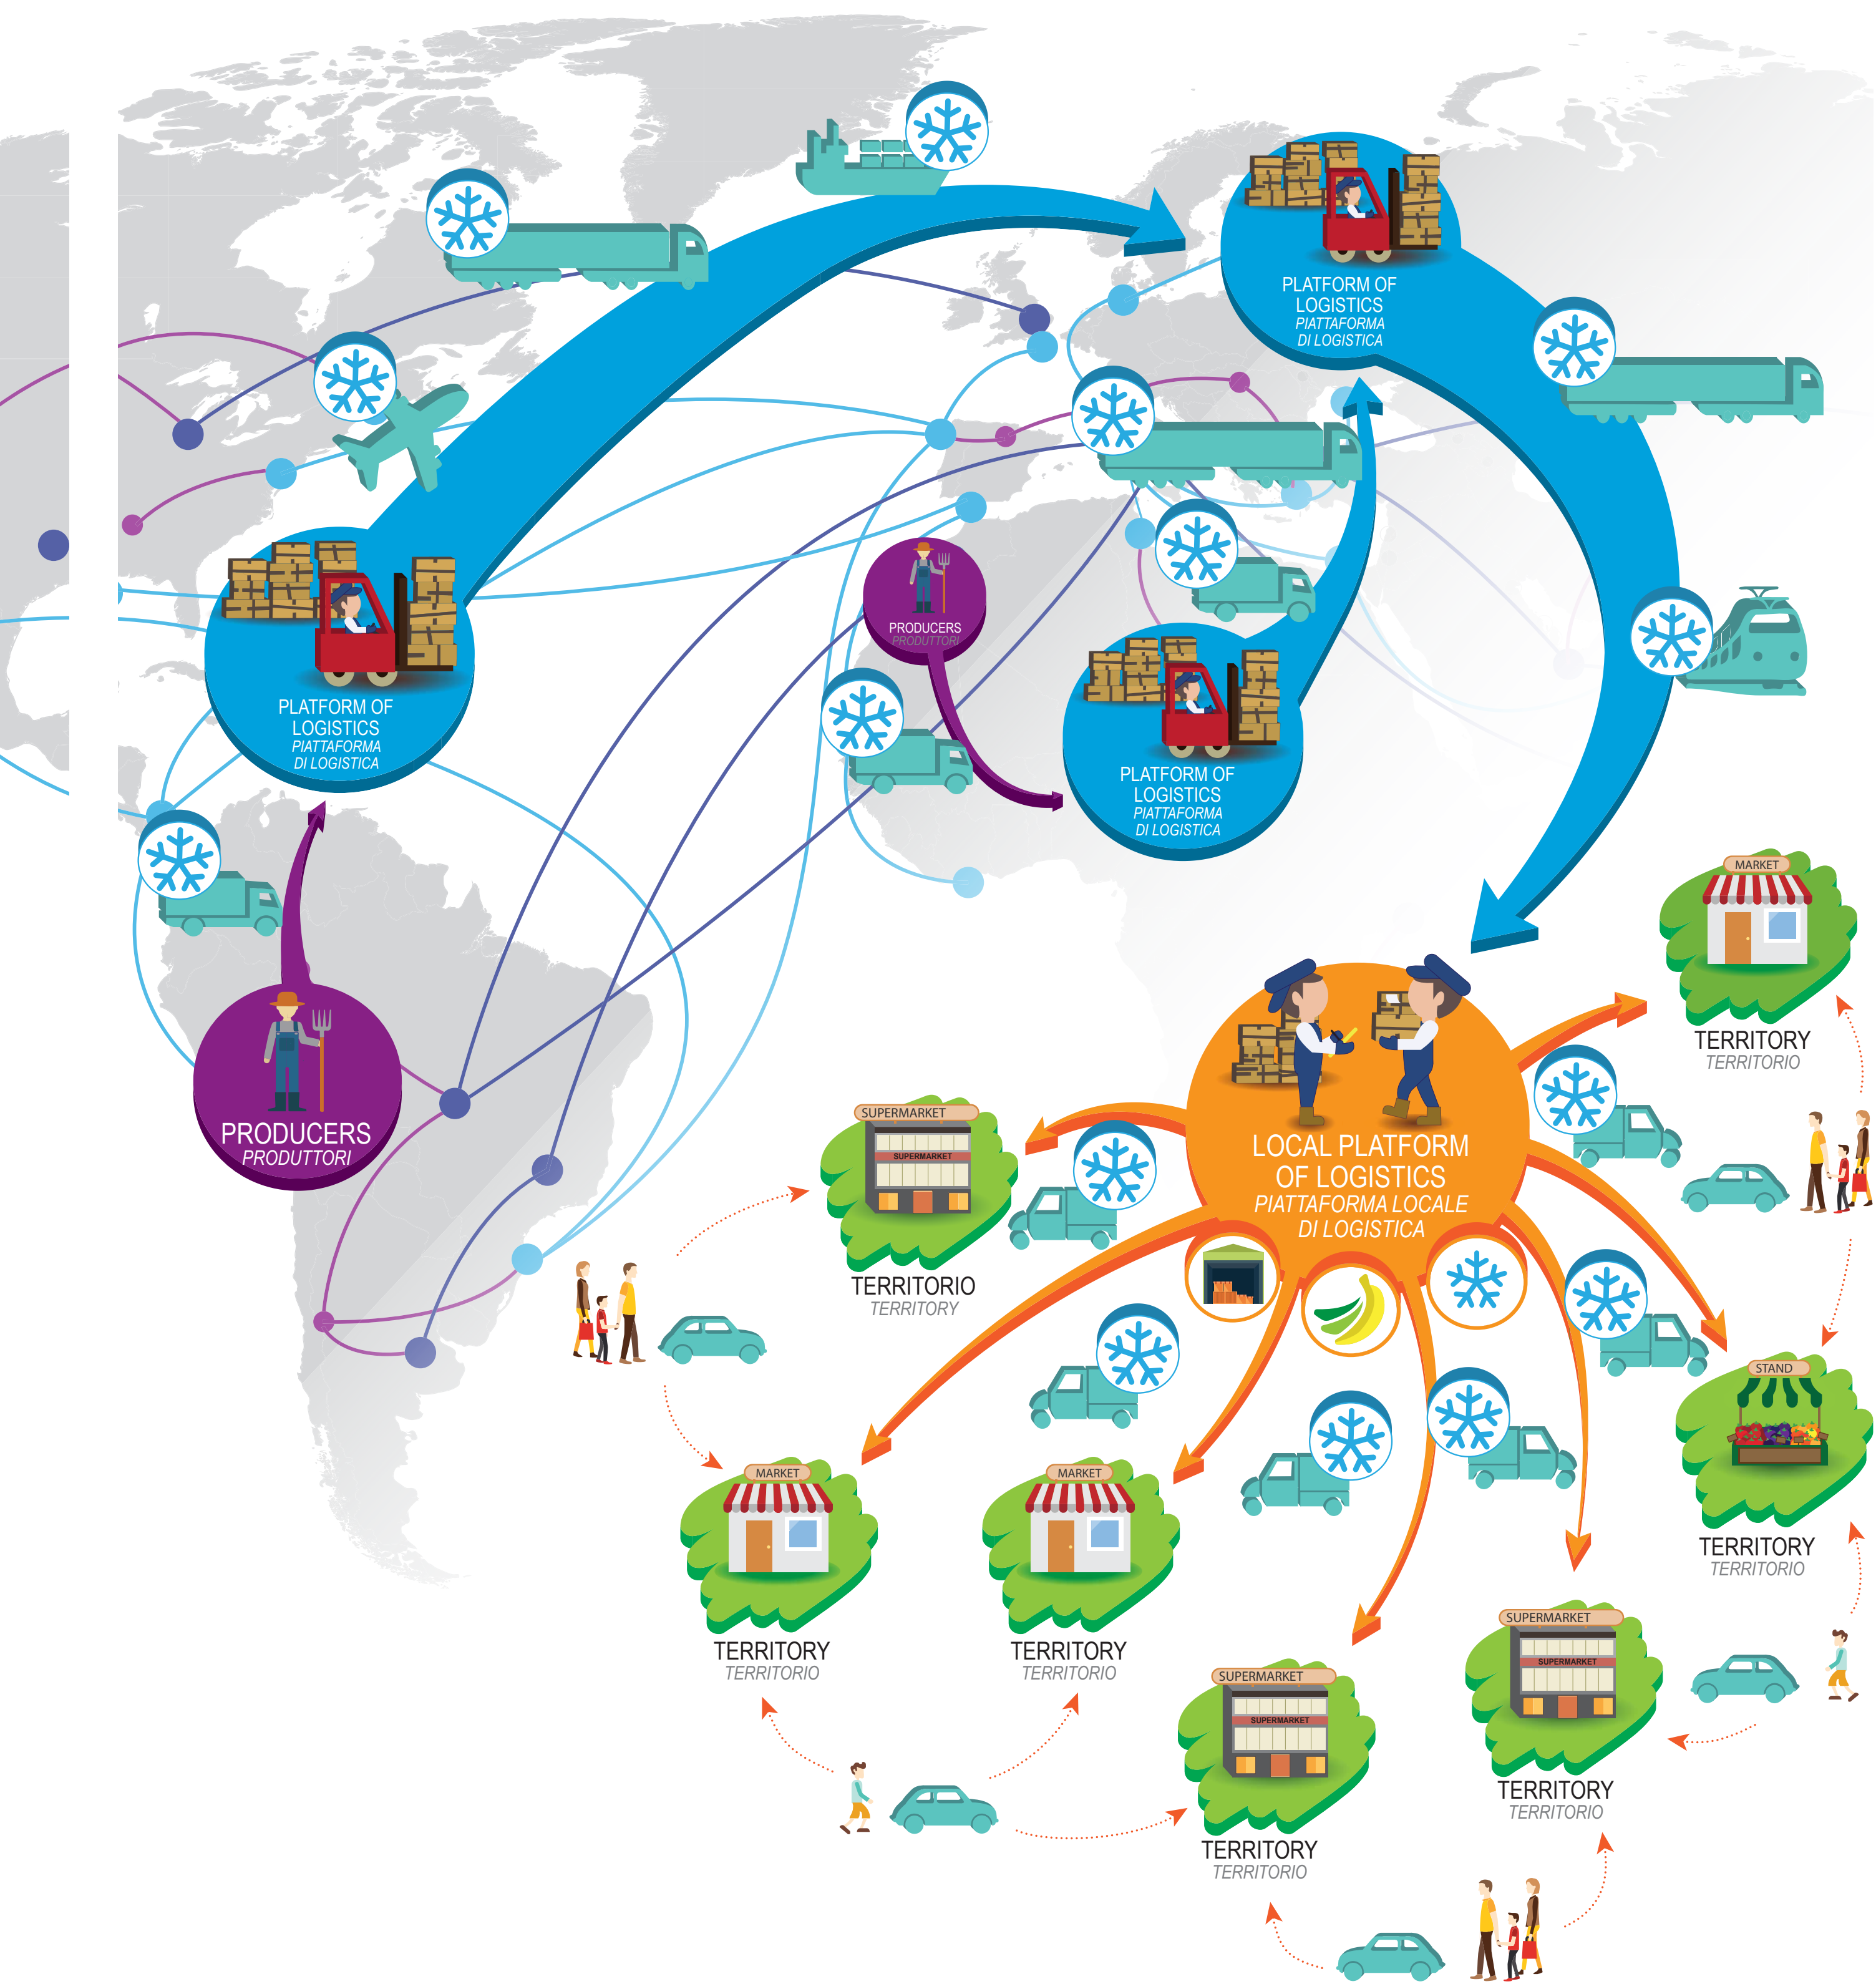 PLATFORM OF
LOGISTICS
PIATTAFORMA
DI LOGISTICA
PLATFORM OF
LOGISTICS
PIATTAFORMA
DI LOGISTICA
PRODUCERS
PRODUTTORI
PLATFORM OF
LOGISTICS
PIATTAFORMA
DI LOGISTICA
PRODUCERS
PRODUTTORI
LOCAL PLATFORM
OF LOGISTICS
PIATTAFORMA LOCALE
DI LOGISTICA
MARKET
TERRITORY
TERRITORIO
SUPERMARKET
SUPERMARKET
TERRITORIO
TERRITORY
STAND
TERRITORY
TERRITORIO
MARKET
TERRITORY
TERRITORIO
MARKET
TERRITORY
TERRITORIO
SUPERMARKET
SUPERMARKET
TERRITORY
TERRITORIO
SUPERMARKET
SUPERMARKET
TERRITORY
TERRITORIO